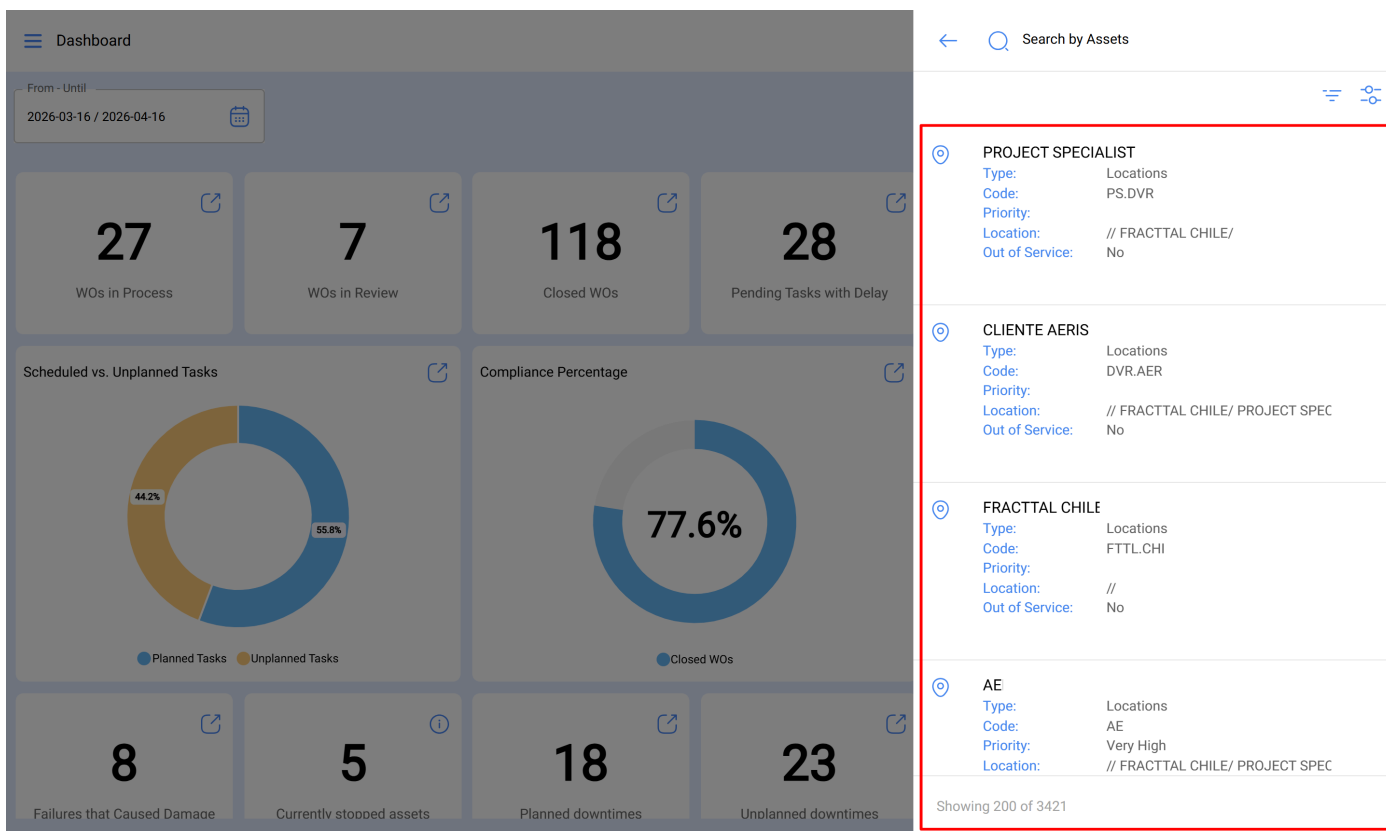 Dashboard
From - Until
2026-03-16 / 2026-04-16
27
WOs in Process
7
WOs in Review
118
Closed WOs
28
Pending Tasks with Delay
Scheduled vs. Unplanned Tasks
44.2%
55.8%
Planned Tasks
Unplanned Tasks
Compliance Percentage
77.6%
Closed WOs
8
Failures that Caused Damage
5
Currently stopped assets
18
Planned downtimes
23
Unplanned downtimes
Search by Assets
PROJECT SPECIALIST
Type: Locations
Code: PS.DVR
Priority:
Location: // FRACTTAL CHILE/
Out of Service: No
CLIENTE AERIS
Type: Locations
Code: DVR.AER
Priority:
Location: // FRACTTAL CHILE/ PROJECT SPEC
Out of Service: No
FRACTTAL CHILE
Type: Locations
Code: FTTL.CHI
Priority:
Location: //
Out of Service: No
AE
Type: Locations
Code: AE
Priority: Very High
Location: // FRACTTAL CHILE/ PROJECT SPEC
Showing 200 of 3421